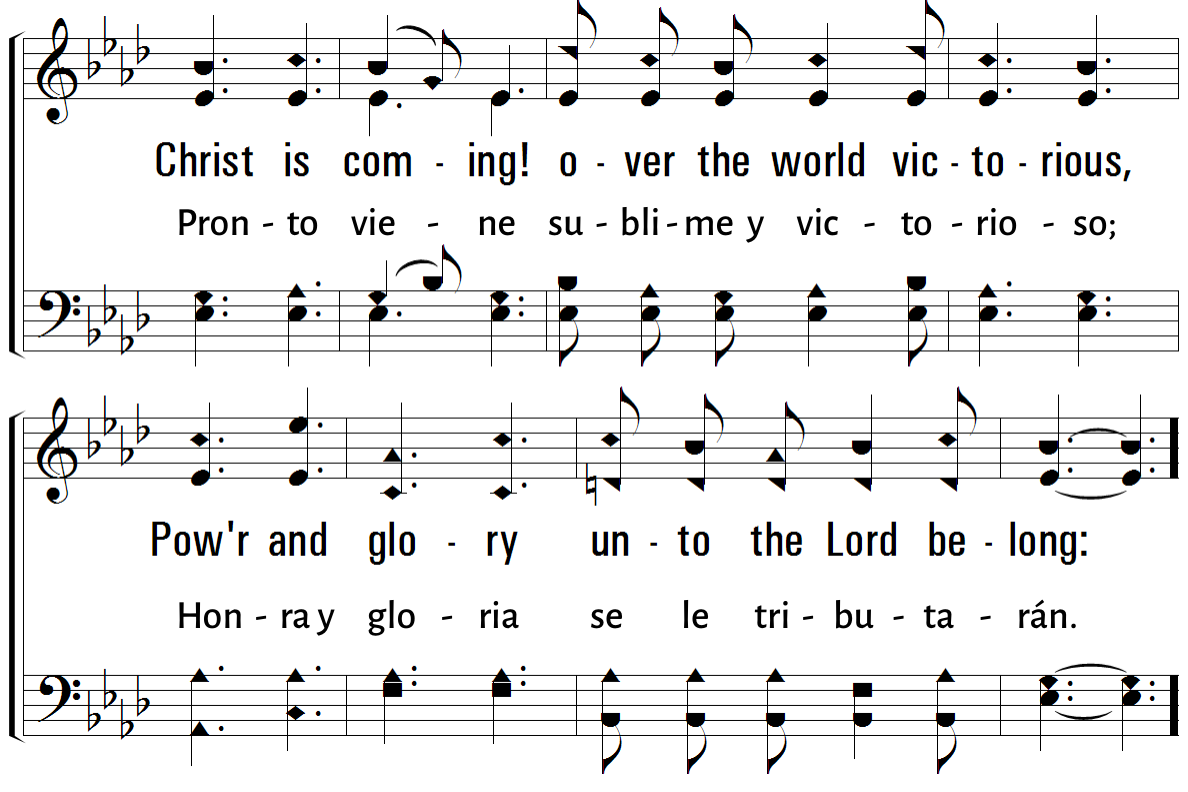 Christ is com - ing! o - ver the world vic - to - rious,
Pron - to vie - ne su - bli - me y vic - to - rio - so;
Pow'r and glo - ry un - to the Lord be - long:
Hon - ra y glo - ria se le tri - bu - ta - rán.